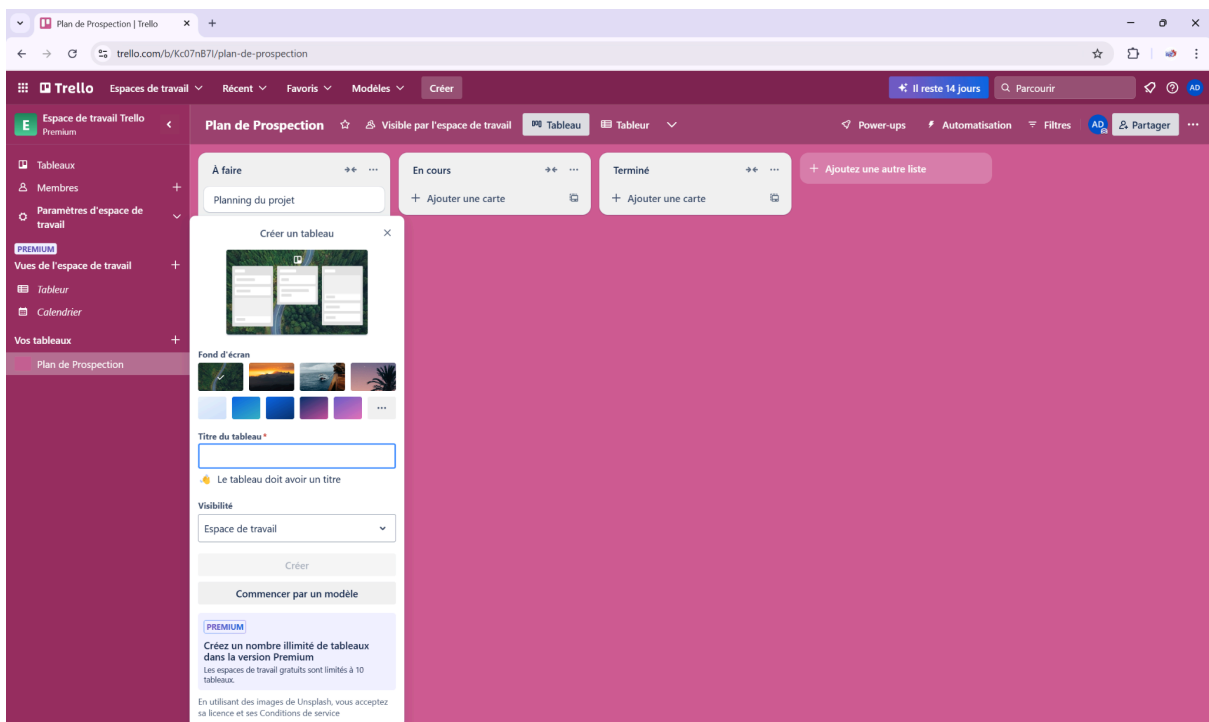 Plan de Prospection | Trello
trello.com/b/Kc07nB7I/plan-de-prospection
Trello Espaces de travail Récent Favoris Modèles Créer Il reste 14 jours Parcourir AD
E Espace de travail Trello
Premium
Plan de Prospection Visible par l'espace de travail Tableau Tableur Power-ups Automatisation Filtres AD Partager
Tableaux
Membres
Paramètres d'espace de
travail
PREMIUM
Vues de l'espace de travail
Tableur
Calendrier
Vos tableaux
Plan de Prospection
À faire
Planning du projet
En cours
Ajouter une carte
Terminé
Ajouter une carte
Ajoutez une autre liste
Créer un tableau
Fond d'écran
Titre du tableau *
Le tableau doit avoir un titre
Visibilité
Espace de travail
Créer
Commencer par un modèle
PREMIUM
Créez un nombre illimité de tableaux
dans la version Premium
Les espaces de travail gratuits sont limités à 10
tableaux.
En utilisant des images de Unsplash, vous acceptez
sa licence et ses Conditions de service